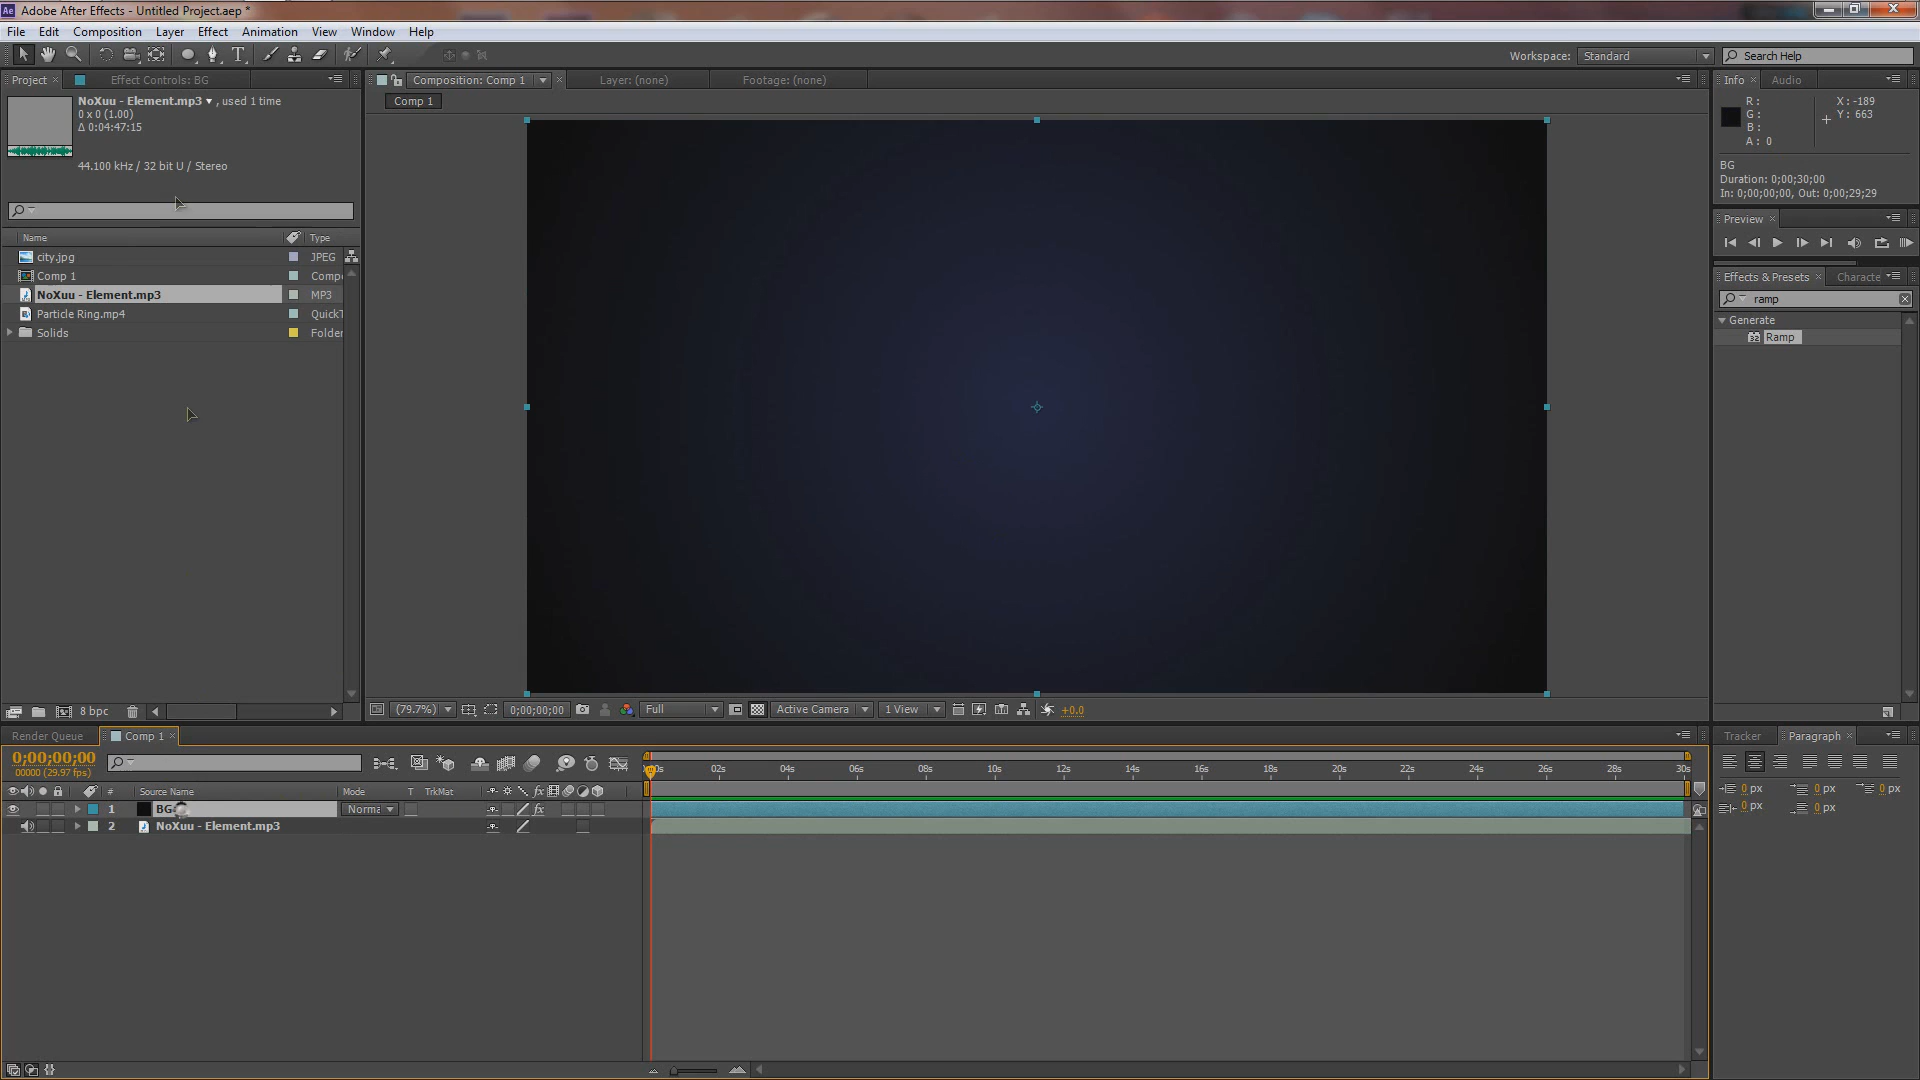 Ae Adobe After Effects - Untitled Project.aep *
File Edit Composition Layer Effect Animation View Window Help
T Workspace: Standard Search Help
Project × Effect Controls: BG Composition: Comp 1 × Layer: (none) Footage: (none) Info × Audio
NoXuu - Element.mp3 , used 1 time
0 x 0 (1.00)
Δ 0:04:47:15
44.100 kHz / 32 bit U / Stereo
Comp 1
R :
G :
B :
A : 0
X : -189
Y : 663
BG
Duration: 0;00;30;00
In: 0;00;00;00, Out: 0;00;29;29
Preview ×
Name Type
city.jpg JPEG
Comp 1 Compo
NoXuu - Element.mp3 MP3
Particle Ring.mp4 QuickT
Solids Folder
Effects & Presets × Characte
ramp
Generate
32 Ramp
8 bpc
(79.7%) 0;00;00;00 Full Active Camera 1 View +0.0
Render Queue Comp 1 × Tracker Paragraph ×
0;00;00;00
00000 (29.97 fps)
02s 04s 06s 08s 10s 12s 14s 16s 18s 20s 22s 24s 26s 28s 30s
# Source Name Mode T TrkMat fx
1 BG Norma fx
2 NoXuu - Element.mp3
0 px 0 px 0 px
0 px 0 px